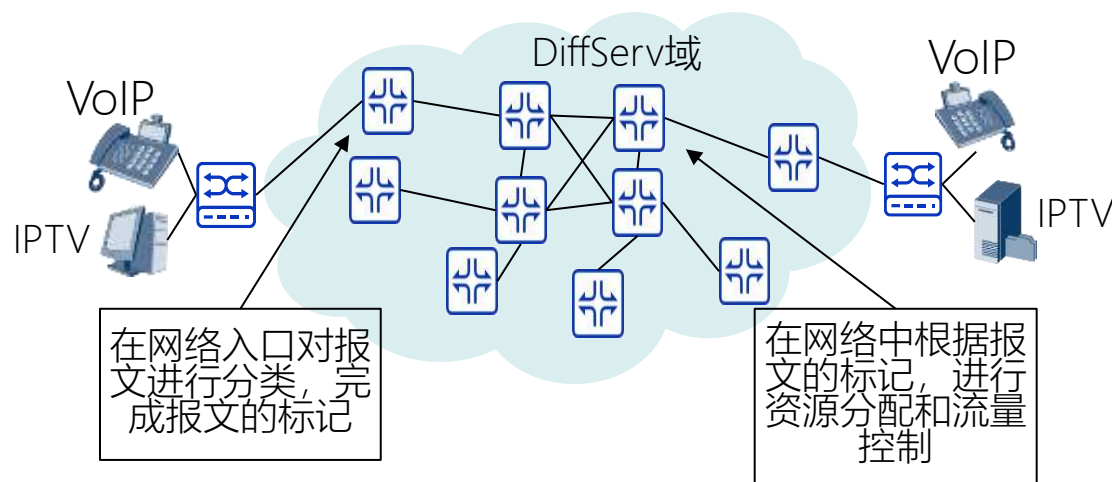 DiffServ域
VoIP
VoIP
IPTV
IPTV
在网络入口对报
文进行分类，完
成报文的标记
在网络中根据报
文的标记，进行
资源分配和流量
控制